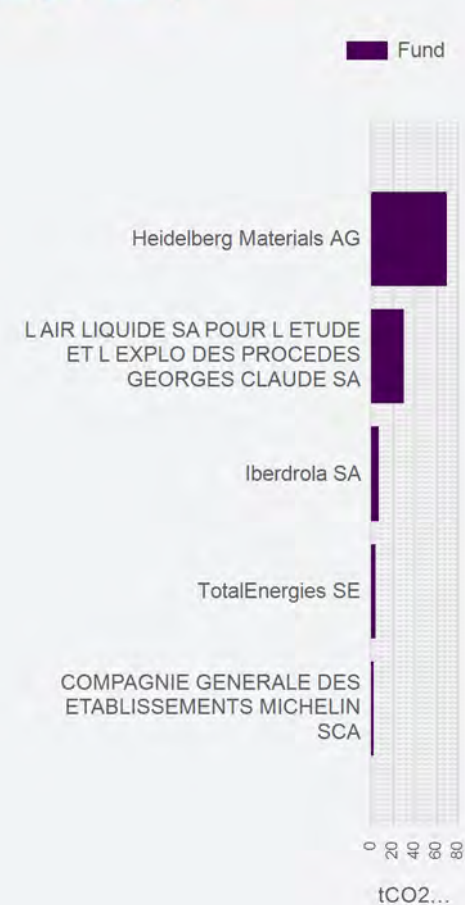 Fund
Heidelberg Materials AG
L AIR LIQUIDE SA POUR L ETUDE
ET L EXPLO DES PROCEDES
GEORGES CLAUDE SA
Iberdrola SA
TotalEnergies SE
COMPAGNIE GENERALE DES
ETABLISSEMENTS MICHELIN
SCA
0 20 40 60 80
tCO2…